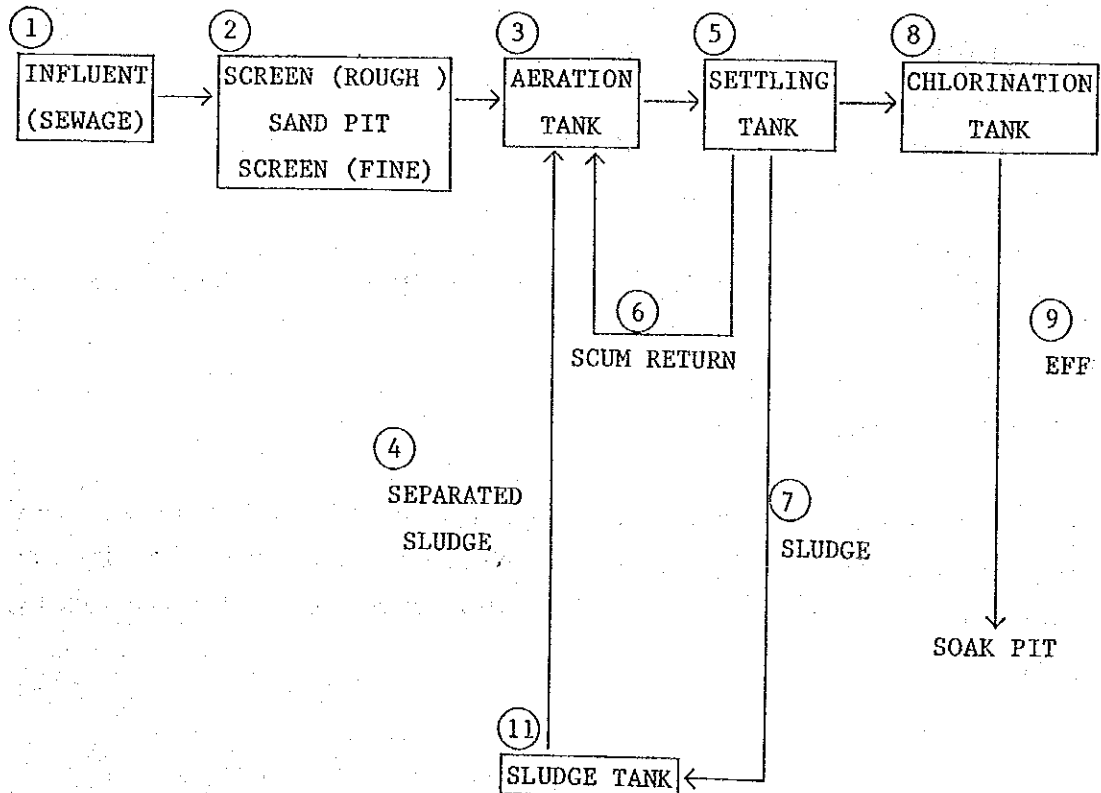 1
INFLUENT
(SEWAGE)
2
SCREEN (ROUGH )
SAND PIT
SCREEN (FINE)
3
AERATION
TANK
5
SETTLING
TANK
8
CHLORINATION
TANK
6
SCUM RETURN
9
EFF
4
SEPARATED
SLUDGE
7
SLUDGE
SOAK PIT
11
SLUDGE TANK